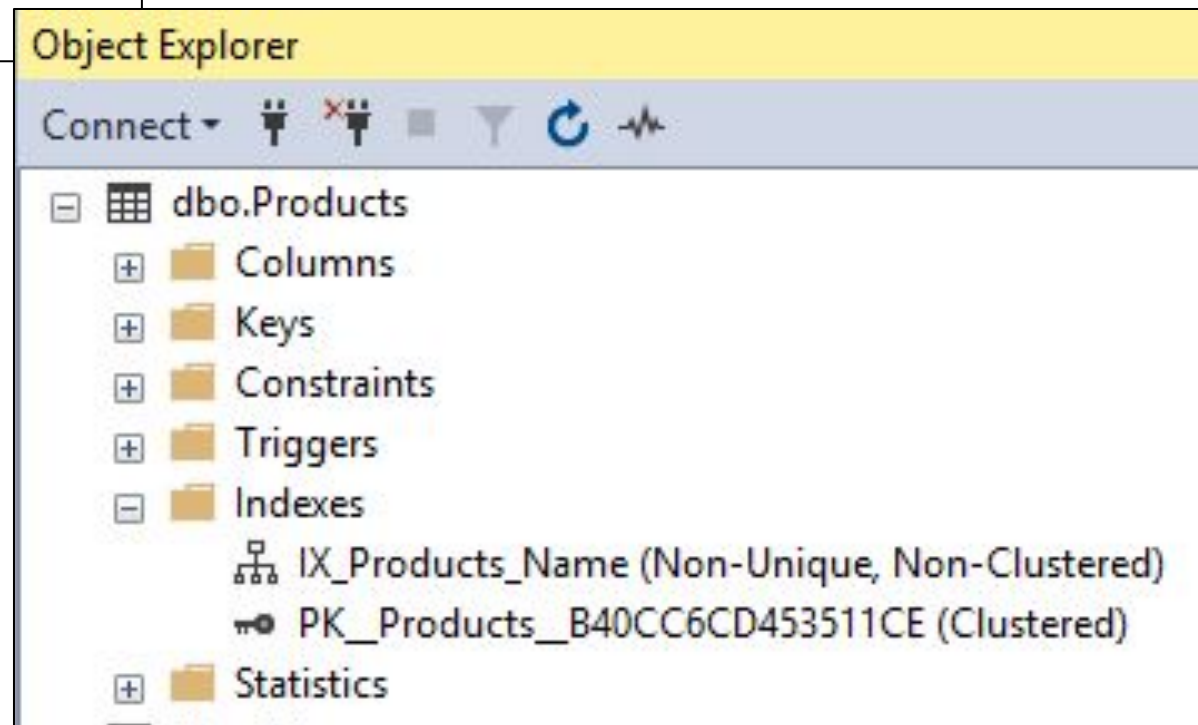 Object Explorer
Connect
dbo.Products
Columns
Keys
Constraints
Triggers
Indexes
IX_Products_Name (Non-Unique, Non-Clustered)
PK__Products__B40CC6CD453511CE (Clustered)
Statistics